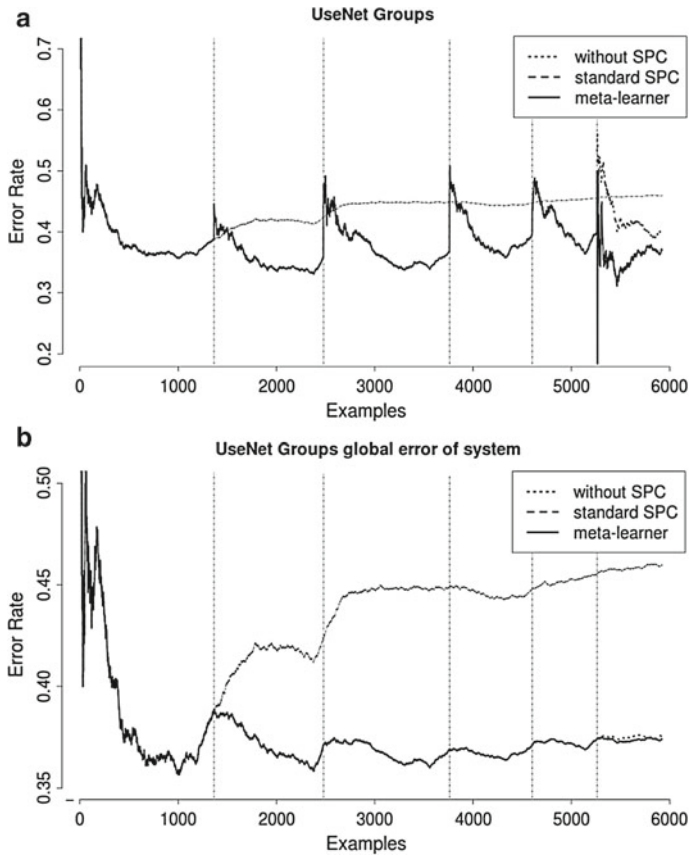 a
UseNet Groups
without SPC
standard SPC
meta-learner
Error Rate
0.7
0.6
0.5
0.4
0.3
0.2
0 1000 2000 3000 4000 5000 6000
Examples
b
UseNet Groups global error of system
without SPC
standard SPC
meta-learner
Error Rate
0.50
0.45
0.40
0.35
0 1000 2000 3000 4000 5000 6000
Examples